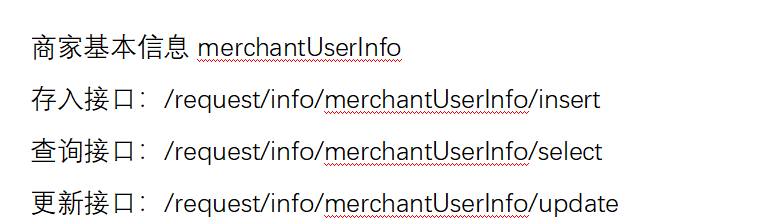 商家基本信息 merchantUserInfo
存入接口：/request/info/merchantUserInfo/insert
查询接口：/request/info/merchantUserInfo/select
更新接口：/request/info/merchantUserInfo/update